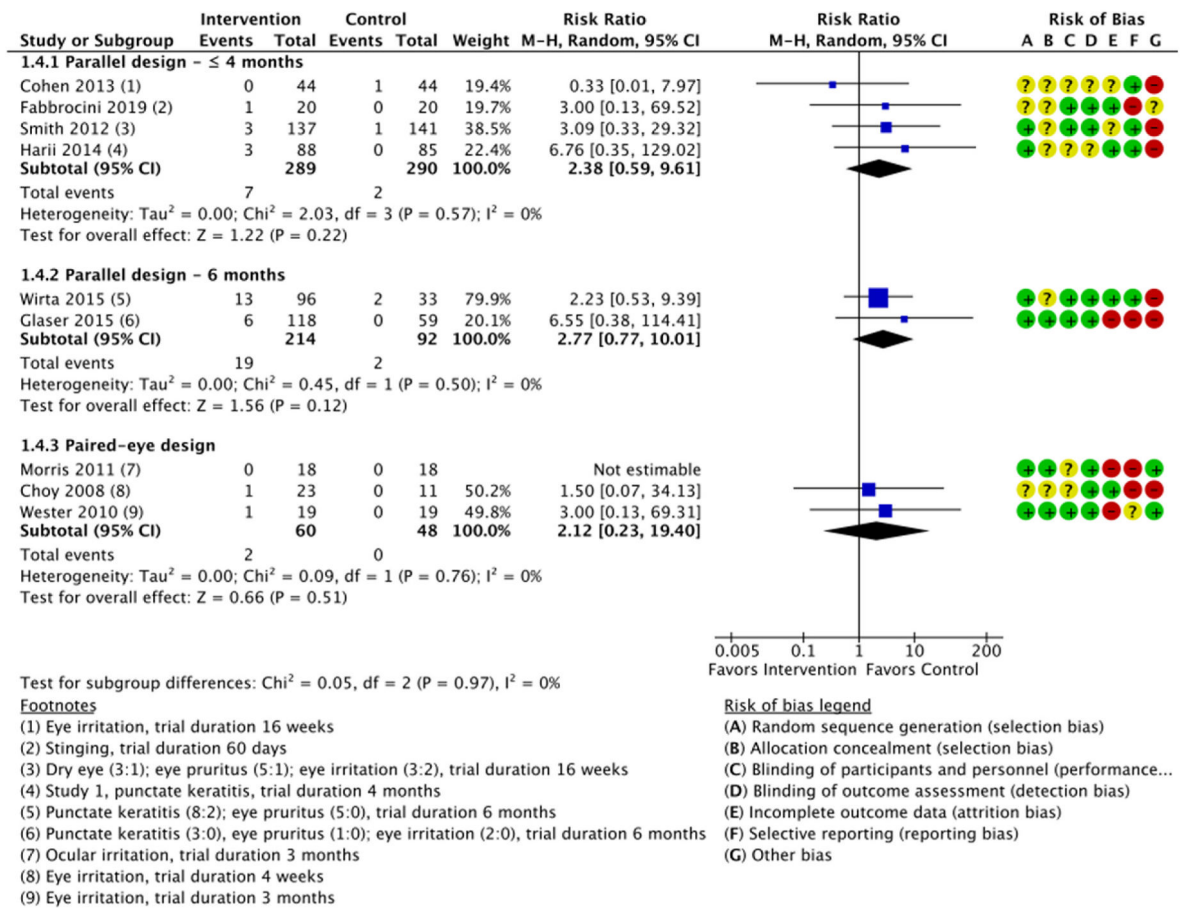 Intervention Control Risk Ratio Risk Ratio Risk of Bias
Study or Subgroup Events Total Events Total Weight M-H, Random, 95% CI M-H, Random, 95% CI A B C D E F G
1.4.1 Parallel design – ≤ 4 months
Cohen 2013 (1) 0 44 1 44 19.4% 0.33 [0.01, 7.97] ? ? ? ? ? + −
Fabbrocini 2019 (2) 1 20 0 20 19.7% 3.00 [0.13, 69.52] ? ? + + + − ?
Smith 2012 (3) 3 137 1 141 38.5% 3.09 [0.33, 29.32] + ? + + ? + −
Harii 2014 (4) 3 88 0 85 22.4% 6.76 [0.35, 129.02] + ? ? ? + + −
Subtotal (95% CI) 289 290 100.0% 2.38 [0.59, 9.61]
Total events 7 2
Heterogeneity: Tau² = 0.00; Chi² = 2.03, df = 3 (P = 0.57); I² = 0%
Test for overall effect: Z = 1.22 (P = 0.22)
1.4.2 Parallel design – 6 months
Wirta 2015 (5) 13 96 2 33 79.9% 2.23 [0.53, 9.39] + ? + + + + −
Glaser 2015 (6) 6 118 0 59 20.1% 6.55 [0.38, 114.41] + + + + − − −
Subtotal (95% CI) 214 92 100.0% 2.77 [0.77, 10.01]
Total events 19 2
Heterogeneity: Tau² = 0.00; Chi² = 0.45, df = 1 (P = 0.50); I² = 0%
Test for overall effect: Z = 1.56 (P = 0.12)
1.4.3 Paired-eye design
Morris 2011 (7) 0 18 0 18 Not estimable + + ? + − − +
Choy 2008 (8) 1 23 0 11 50.2% 1.50 [0.07, 34.13] ? ? ? + + − −
Wester 2010 (9) 1 19 0 19 49.8% 3.00 [0.13, 69.31] + + + + − ? +
Subtotal (95% CI) 60 48 100.0% 2.12 [0.23, 19.40]
Total events 2 0
Heterogeneity: Tau² = 0.00; Chi² = 0.09, df = 1 (P = 0.76); I² = 0%
Test for overall effect: Z = 0.66 (P = 0.51)
0.005 0.1 1 10 200
Favors Intervention Favors Control
Test for subgroup differences: Chi² = 0.05, df = 2 (P = 0.97), I² = 0%
Footnotes
(1) Eye irritation, trial duration 16 weeks
(2) Stinging, trial duration 60 days
(3) Dry eye (3:1); eye pruritus (5:1); eye irritation (3:2), trial duration 16 weeks
(4) Study 1, punctate keratitis, trial duration 4 months
(5) Punctate keratitis (8:2); eye pruritus (5:0), trial duration 6 months
(6) Punctate keratitis (3:0), eye pruritus (1:0); eye irritation (2:0), trial duration 6 months
(7) Ocular irritation, trial duration 3 months
(8) Eye irritation, trial duration 4 weeks
(9) Eye irritation, trial duration 3 months
Risk of bias legend
(A) Random sequence generation (selection bias)
(B) Allocation concealment (selection bias)
(C) Blinding of participants and personnel (performance...
(D) Blinding of outcome assessment (detection bias)
(E) Incomplete outcome data (attrition bias)
(F) Selective reporting (reporting bias)
(G) Other bias